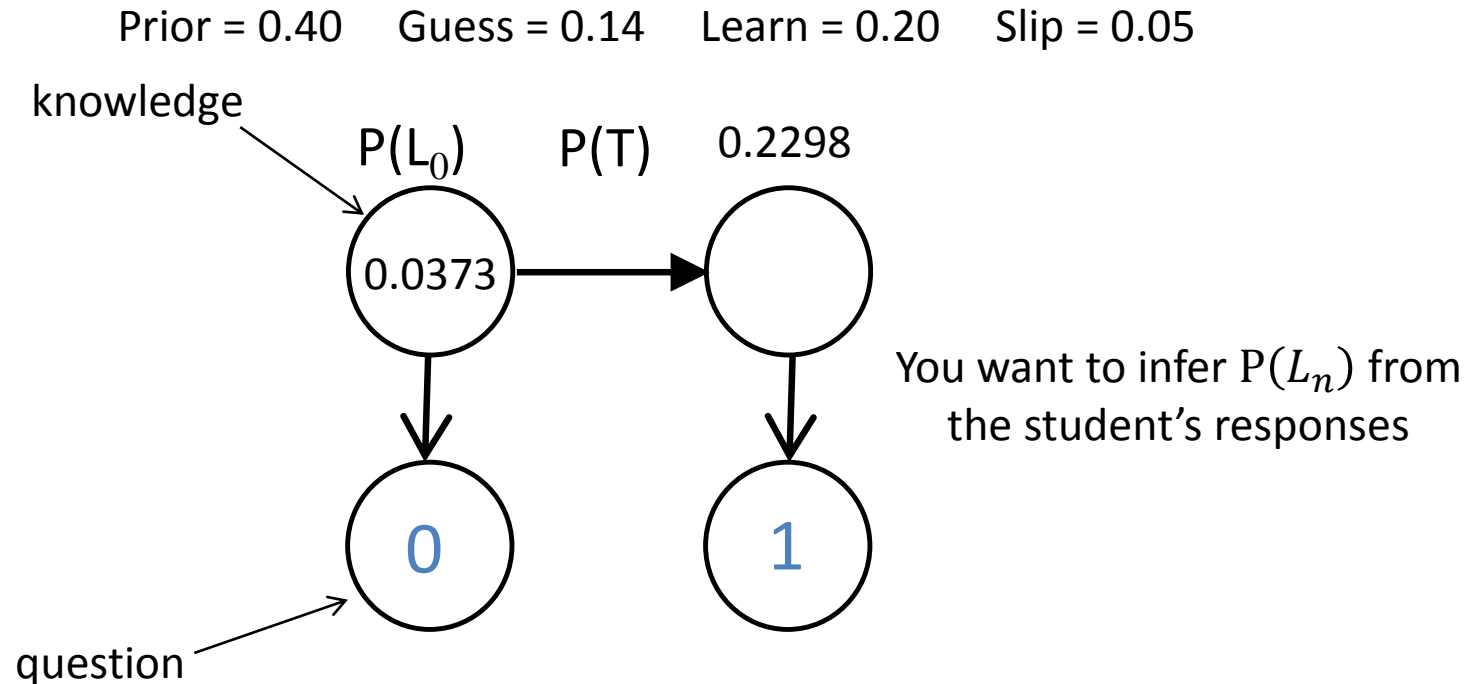 Prior = 0.40 Guess = 0.14 Learn = 0.20 Slip = 0.05
knowledge
P(L₀) P(T) 0.2298
0.0373
You want to infer P(Lₙ) from
the student’s responses
0 1
question